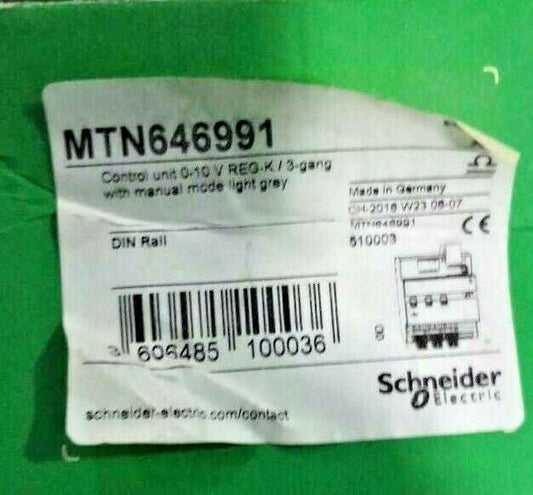 MTN646991
Control unit 0-10 V REG-K / 3-gang
with manual mode light grey
Made in Germany
CH-2016 W23 06-07
MTN646991
510003
CE
DIN Rail
3 606485 100036
Schneider
Electric
schneider-electric.com/contact